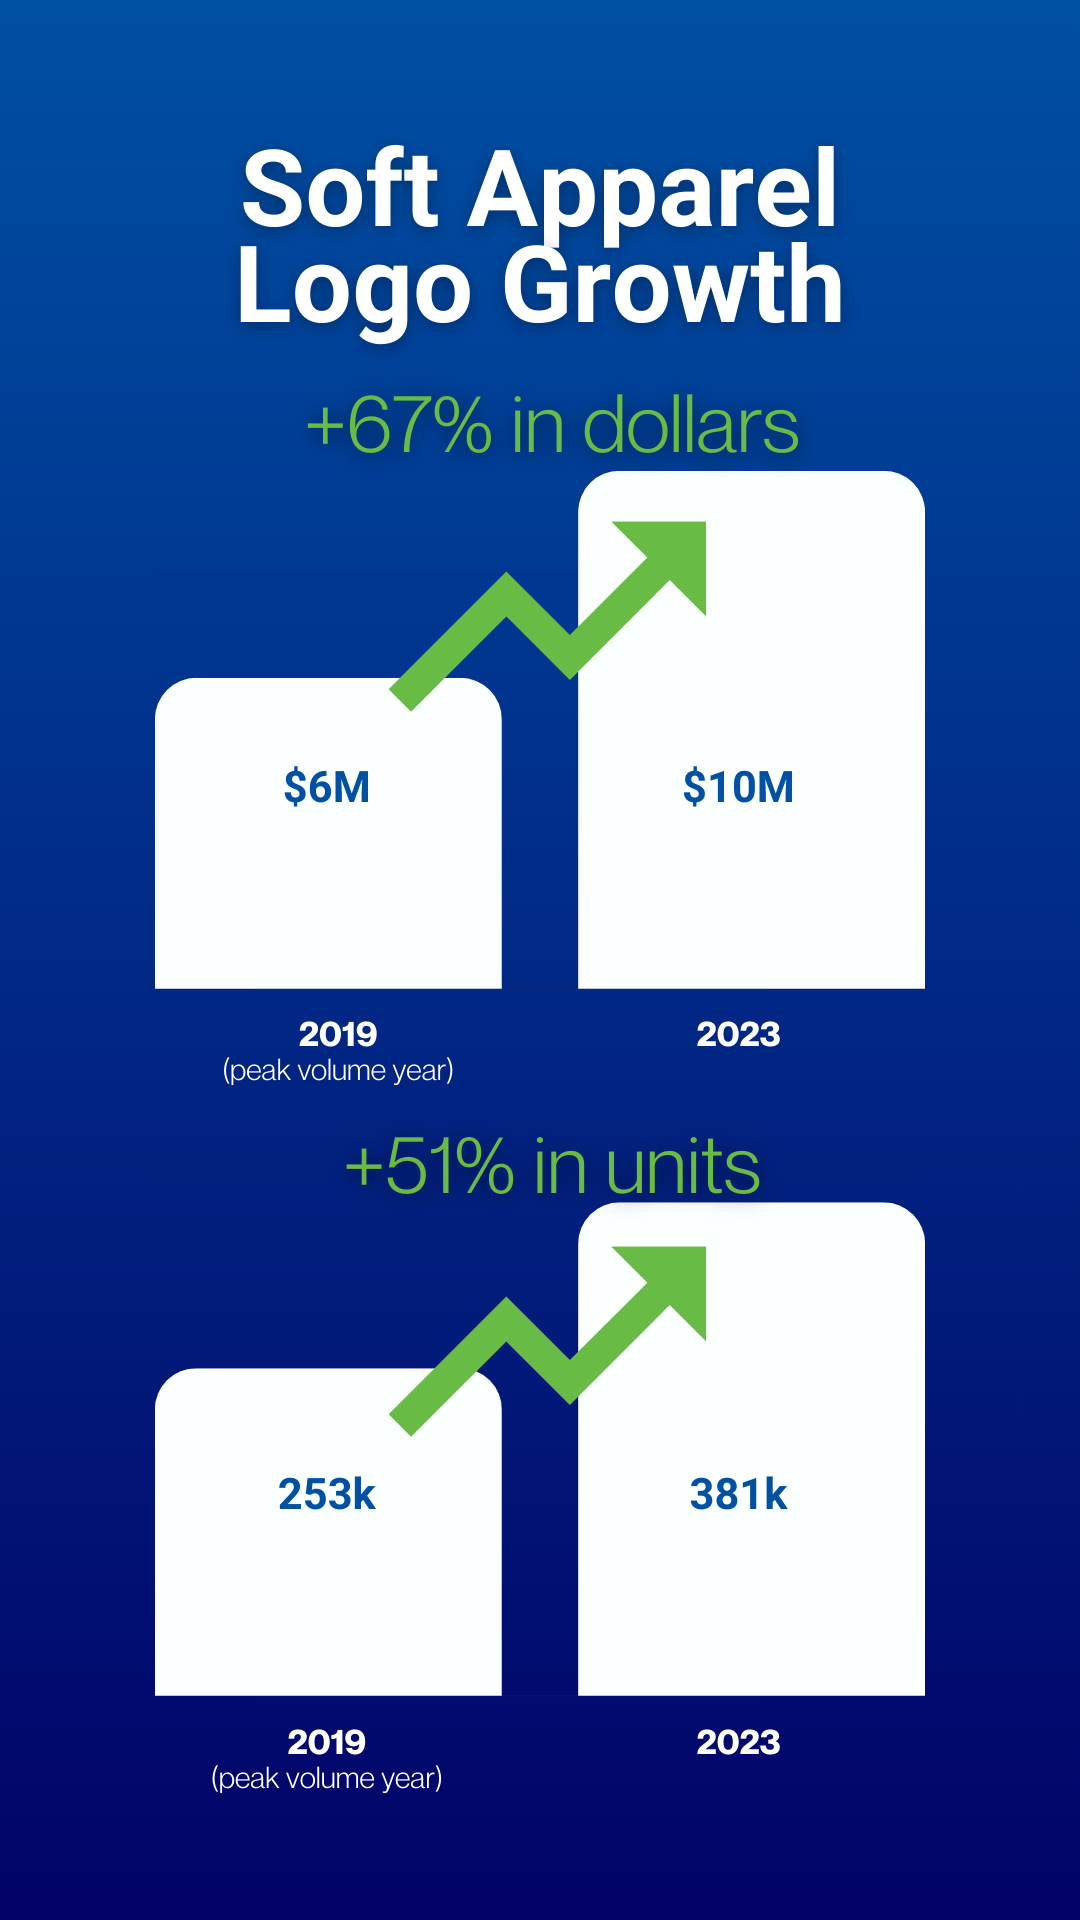 Soft Apparel
Logo Growth
+67% in dollars
$6M
$10M
2019
(peak volume year)
2023
+51% in units
253k
381k
2019
(peak volume year)
2023